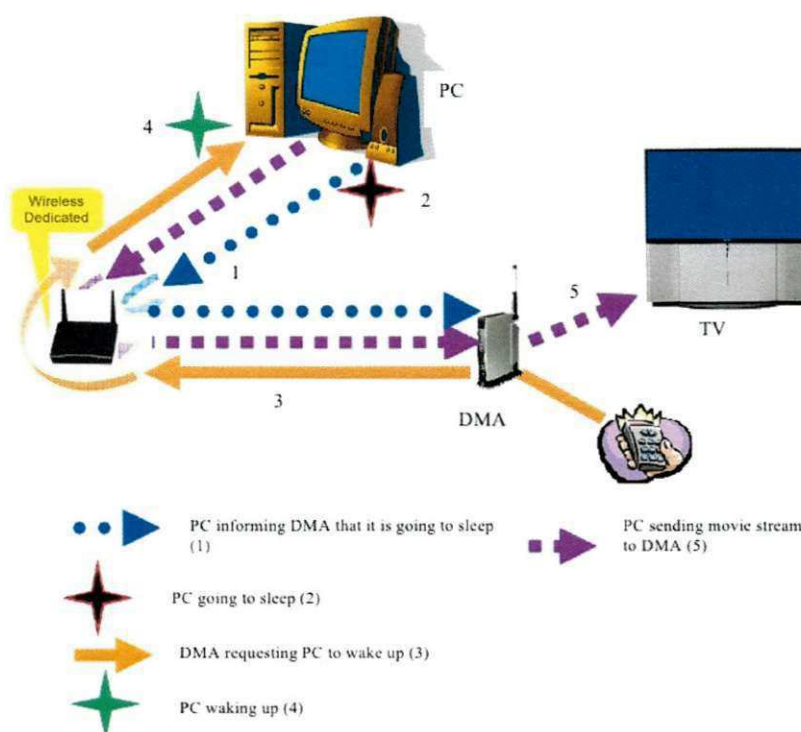 PC
4
Wireless
Dedicated
2
1
5
TV
3
DMA
PC informing DMA that it is going to sleep
(1)
PC sending movie stream
to DMA (5)
PC going to sleep (2)
DMA requesting PC to wake up (3)
PC waking up (4)